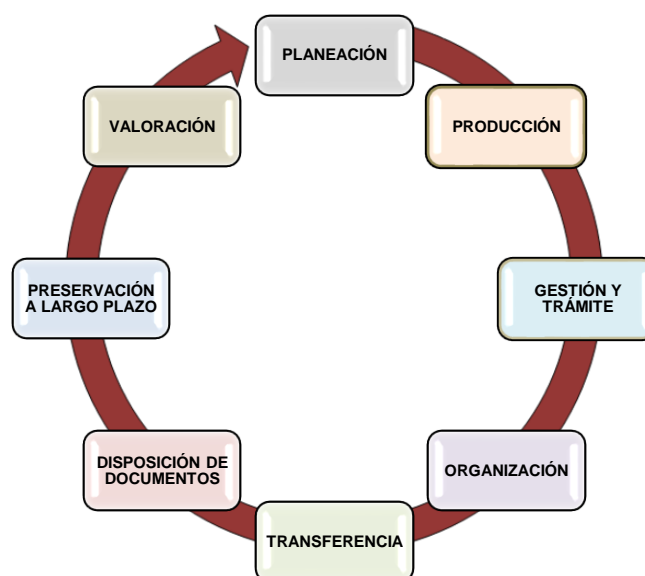 PLANEACIÓN
PRODUCCIÓN
GESTIÓN Y
TRÁMITE
ORGANIZACIÓN
TRANSFERENCIA
DISPOSICIÓN DE
DOCUMENTOS
PRESERVACIÓN
A LARGO PLAZO
VALORACIÓN